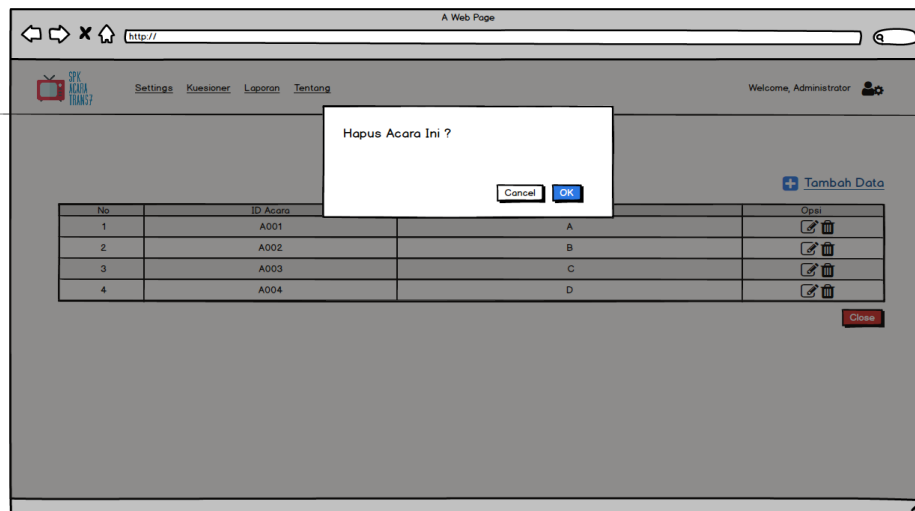 A Web Page
http://
SPK
ACARA
TRANS7
Settings Kuesioner Laporan Tentang
Welcome, Administrator
Hapus Acara Ini ?
Cancel OK
Tambah Data
No ID Acara Opsi
1 A001 A
2 A002 B
3 A003 C
4 A004 D
Close